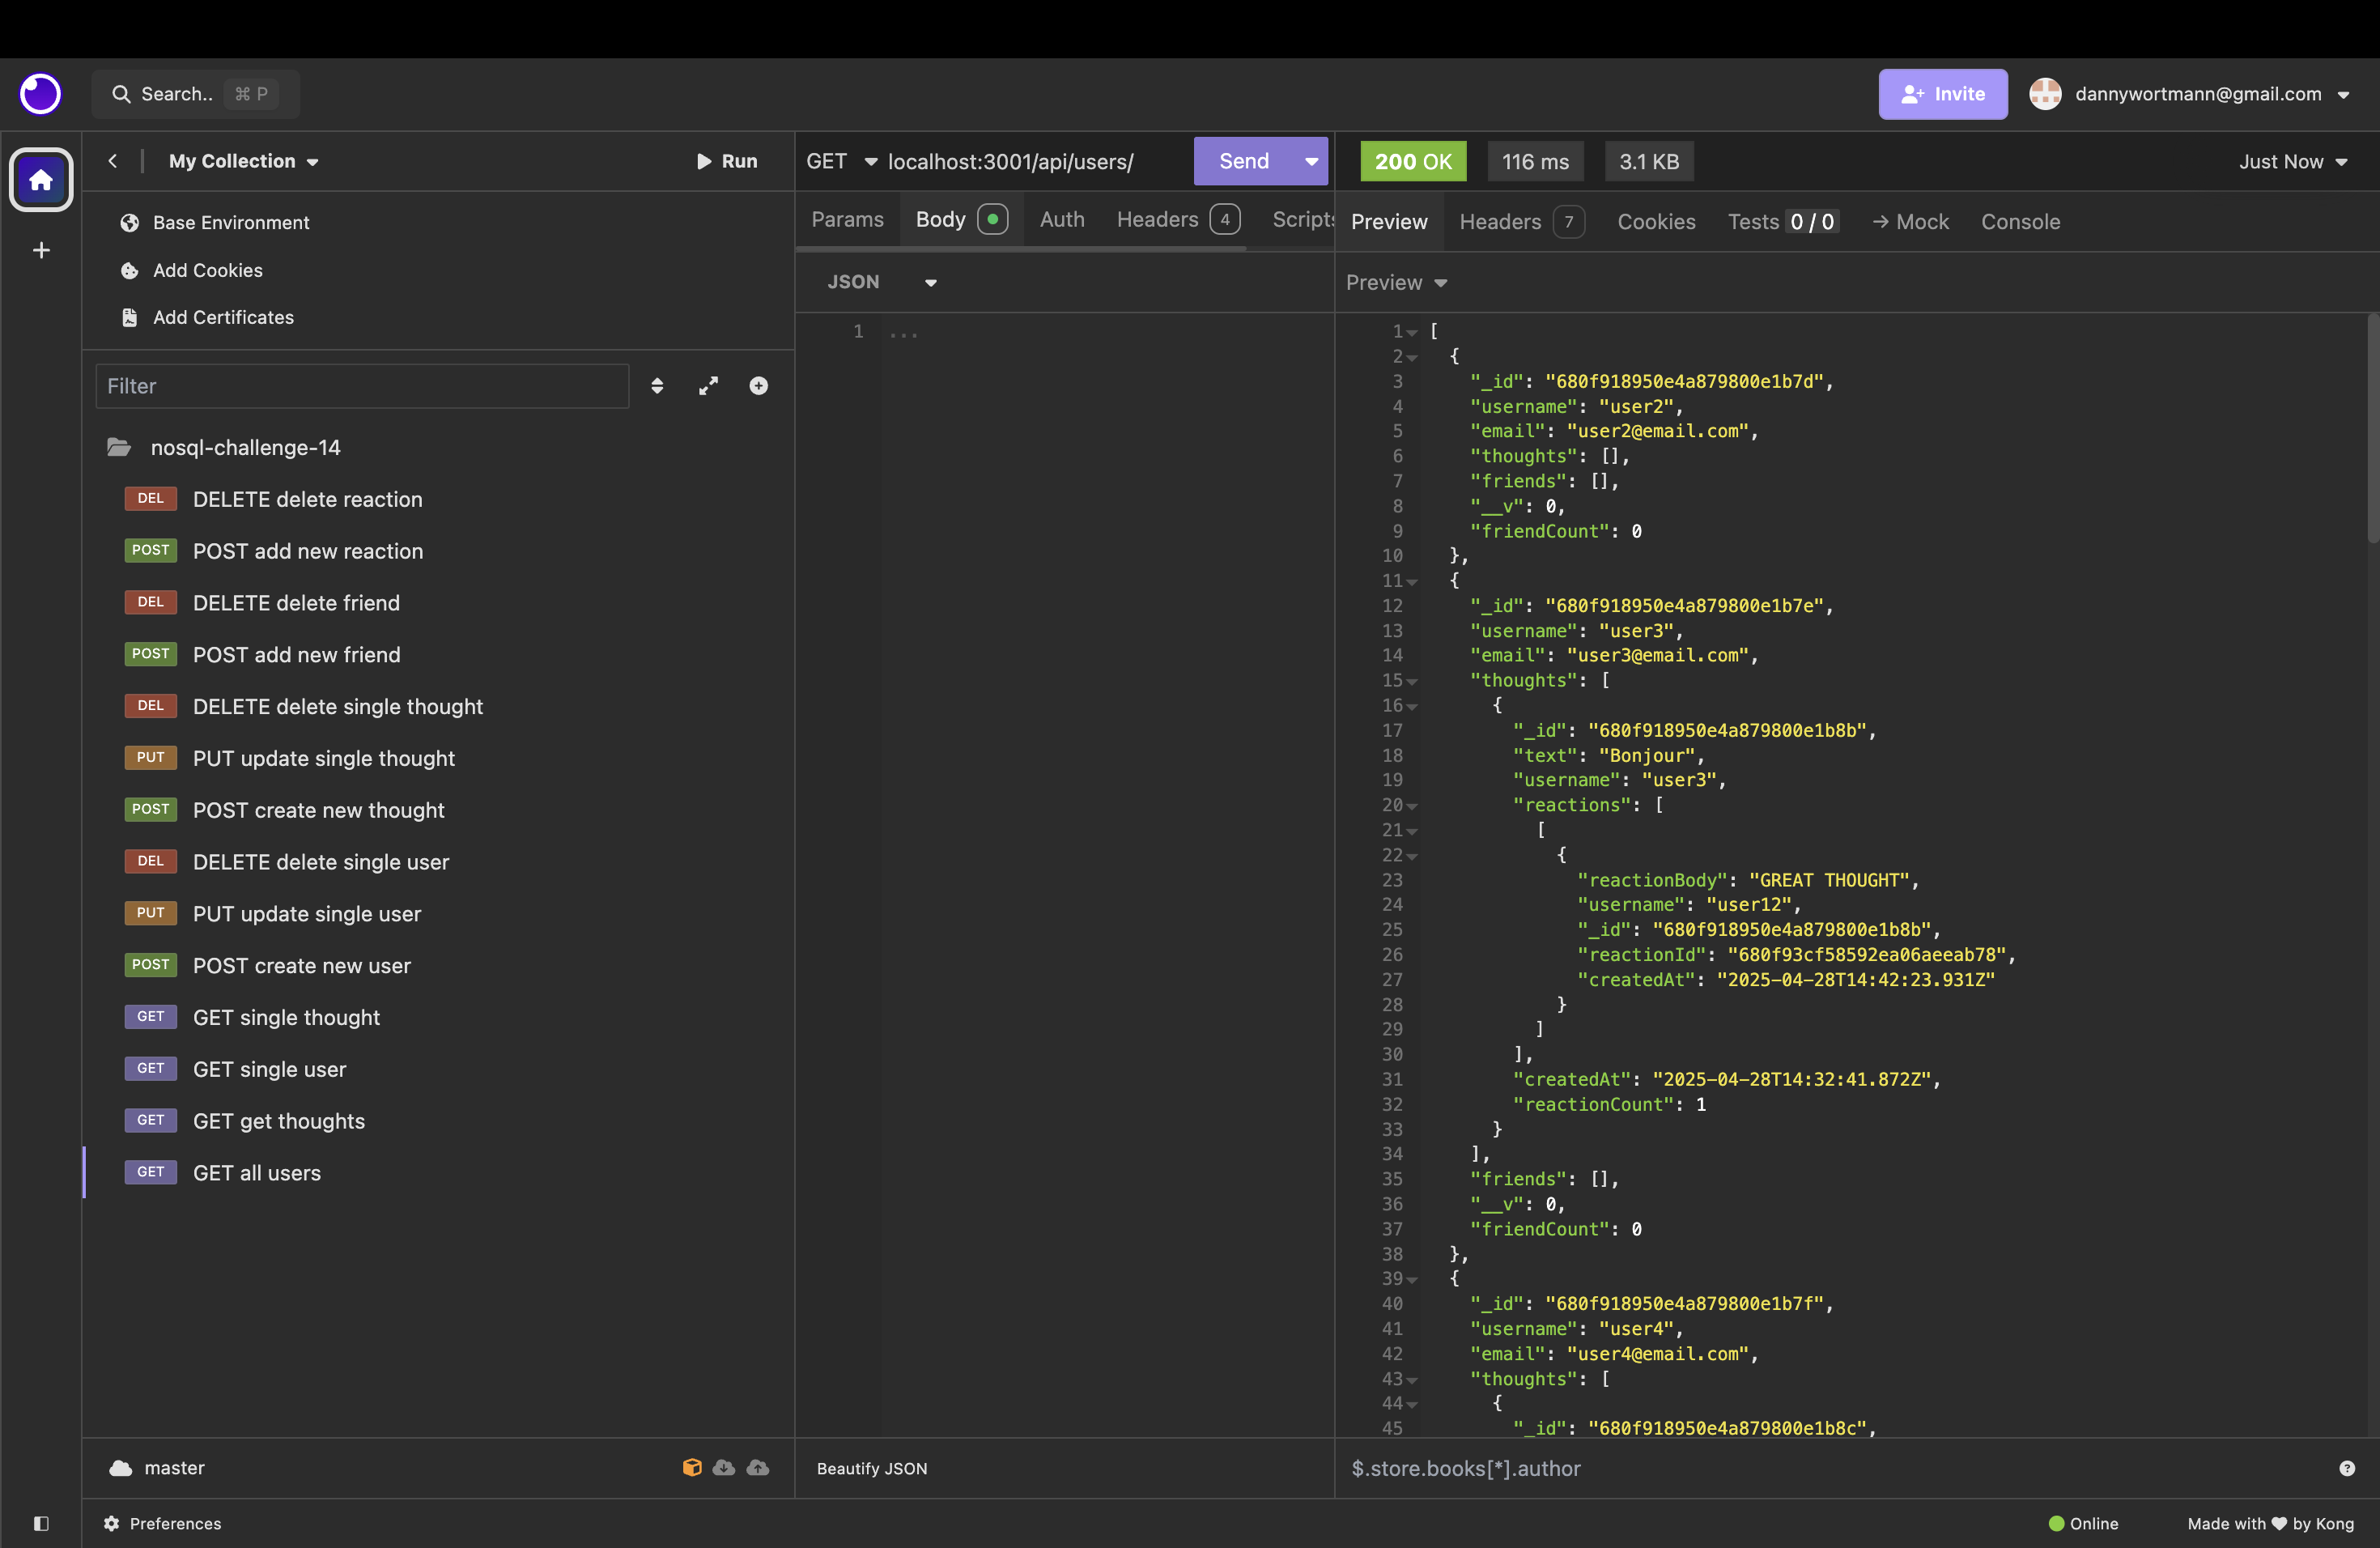 Search.. ⌘ P
Invite
dannywortmann@gmail.com
My Collection
Run
Base Environment
Add Cookies
Add Certificates
Filter
nosql-challenge-14
DEL DELETE delete reaction
POST POST add new reaction
DEL DELETE delete friend
POST POST add new friend
DEL DELETE delete single thought
PUT PUT update single thought
POST POST create new thought
DEL DELETE delete single user
PUT PUT update single user
POST POST create new user
GET GET single thought
GET GET single user
GET GET get thoughts
GET GET all users
master
Preferences
GET localhost:3001/api/users/ Send
Params Body Auth Headers 4 Scripts
JSON
1 ...
Beautify JSON
200 OK 116 ms 3.1 KB Just Now
Preview Headers 7 Cookies Tests 0 / 0 → Mock Console
Preview
1 [
2 {
3 "_id": "680f918950e4a879800e1b7d",
4 "username": "user2",
5 "email": "user2@email.com",
6 "thoughts": [],
7 "friends": [],
8 "__v": 0,
9 "friendCount": 0
10 },
11 {
12 "_id": "680f918950e4a879800e1b7e",
13 "username": "user3",
14 "email": "user3@email.com",
15 "thoughts": [
16 {
17 "_id": "680f918950e4a879800e1b8b",
18 "text": "Bonjour",
19 "username": "user3",
20 "reactions": [
21 [
22 {
23 "reactionBody": "GREAT THOUGHT",
24 "username": "user12",
25 "_id": "680f918950e4a879800e1b8b",
26 "reactionId": "680f93cf58592ea06aeeab78",
27 "createdAt": "2025-04-28T14:42:23.931Z"
28 }
29 ]
30 ],
31 "createdAt": "2025-04-28T14:32:41.872Z",
32 "reactionCount": 1
33 }
34 ],
35 "friends": [],
36 "__v": 0,
37 "friendCount": 0
38 },
39 {
40 "_id": "680f918950e4a879800e1b7f",
41 "username": "user4",
42 "email": "user4@email.com",
43 "thoughts": [
44 {
45 "_id": "680f918950e4a879800e1b8c",
$.store.books[*].author
Online
Made with ♥ by Kong